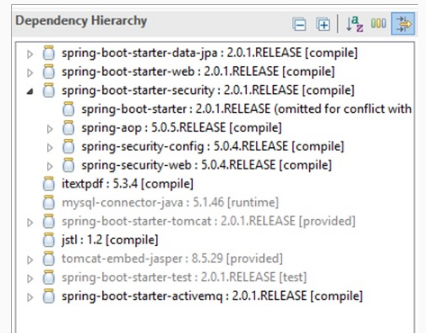 Dependency Hierarchy
spring-boot-starter-data-jpa : 2.0.1.RELEASE [compile]
spring-boot-starter-web : 2.0.1.RELEASE [compile]
spring-boot-starter-security : 2.0.1.RELEASE [compile]
spring-boot-starter : 2.0.1.RELEASE (omitted for conflict with
spring-aop : 5.0.5.RELEASE [compile]
spring-security-config : 5.0.4.RELEASE [compile]
spring-security-web : 5.0.4.RELEASE [compile]
itextpdf : 5.3.4 [compile]
mysql-connector-java : 5.1.46 [runtime]
spring-boot-starter-tomcat : 2.0.1.RELEASE [provided]
jstl : 1.2 [compile]
tomcat-embed-jasper : 8.5.29 [provided]
spring-boot-starter-test : 2.0.1.RELEASE [test]
spring-boot-starter-activemq : 2.0.1.RELEASE [compile]